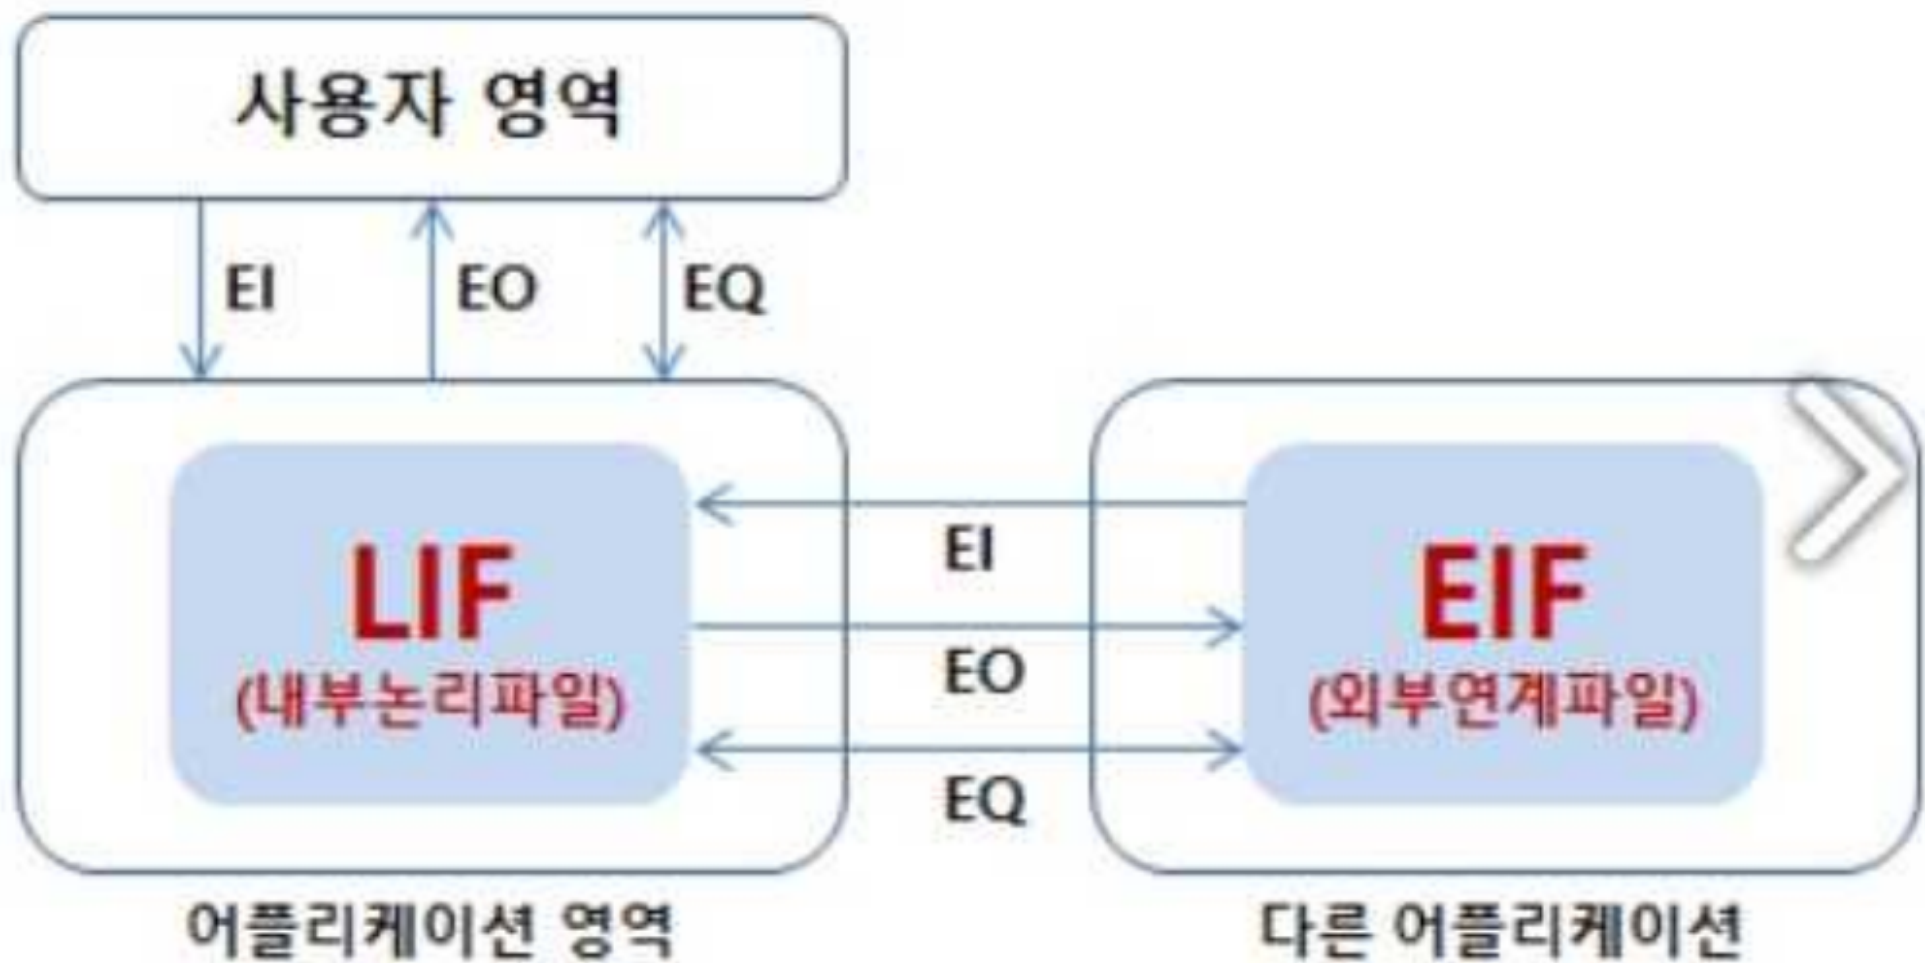 사용자 영역
EI
EO
EQ
LIF
(내부논리파일)
EI
EO
EQ
EIF
(외부연계파일)
어플리케이션 영역
다른 어플리케이션